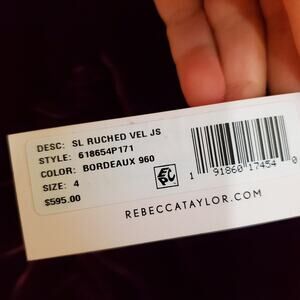 DESC: SL RUCHED VEL JS
STYLE: 618654P171
COLOR: BORDEAUX 960
SIZE: 4
$595.00
1 91860 17454 0
REBECCATAYLOR.COM